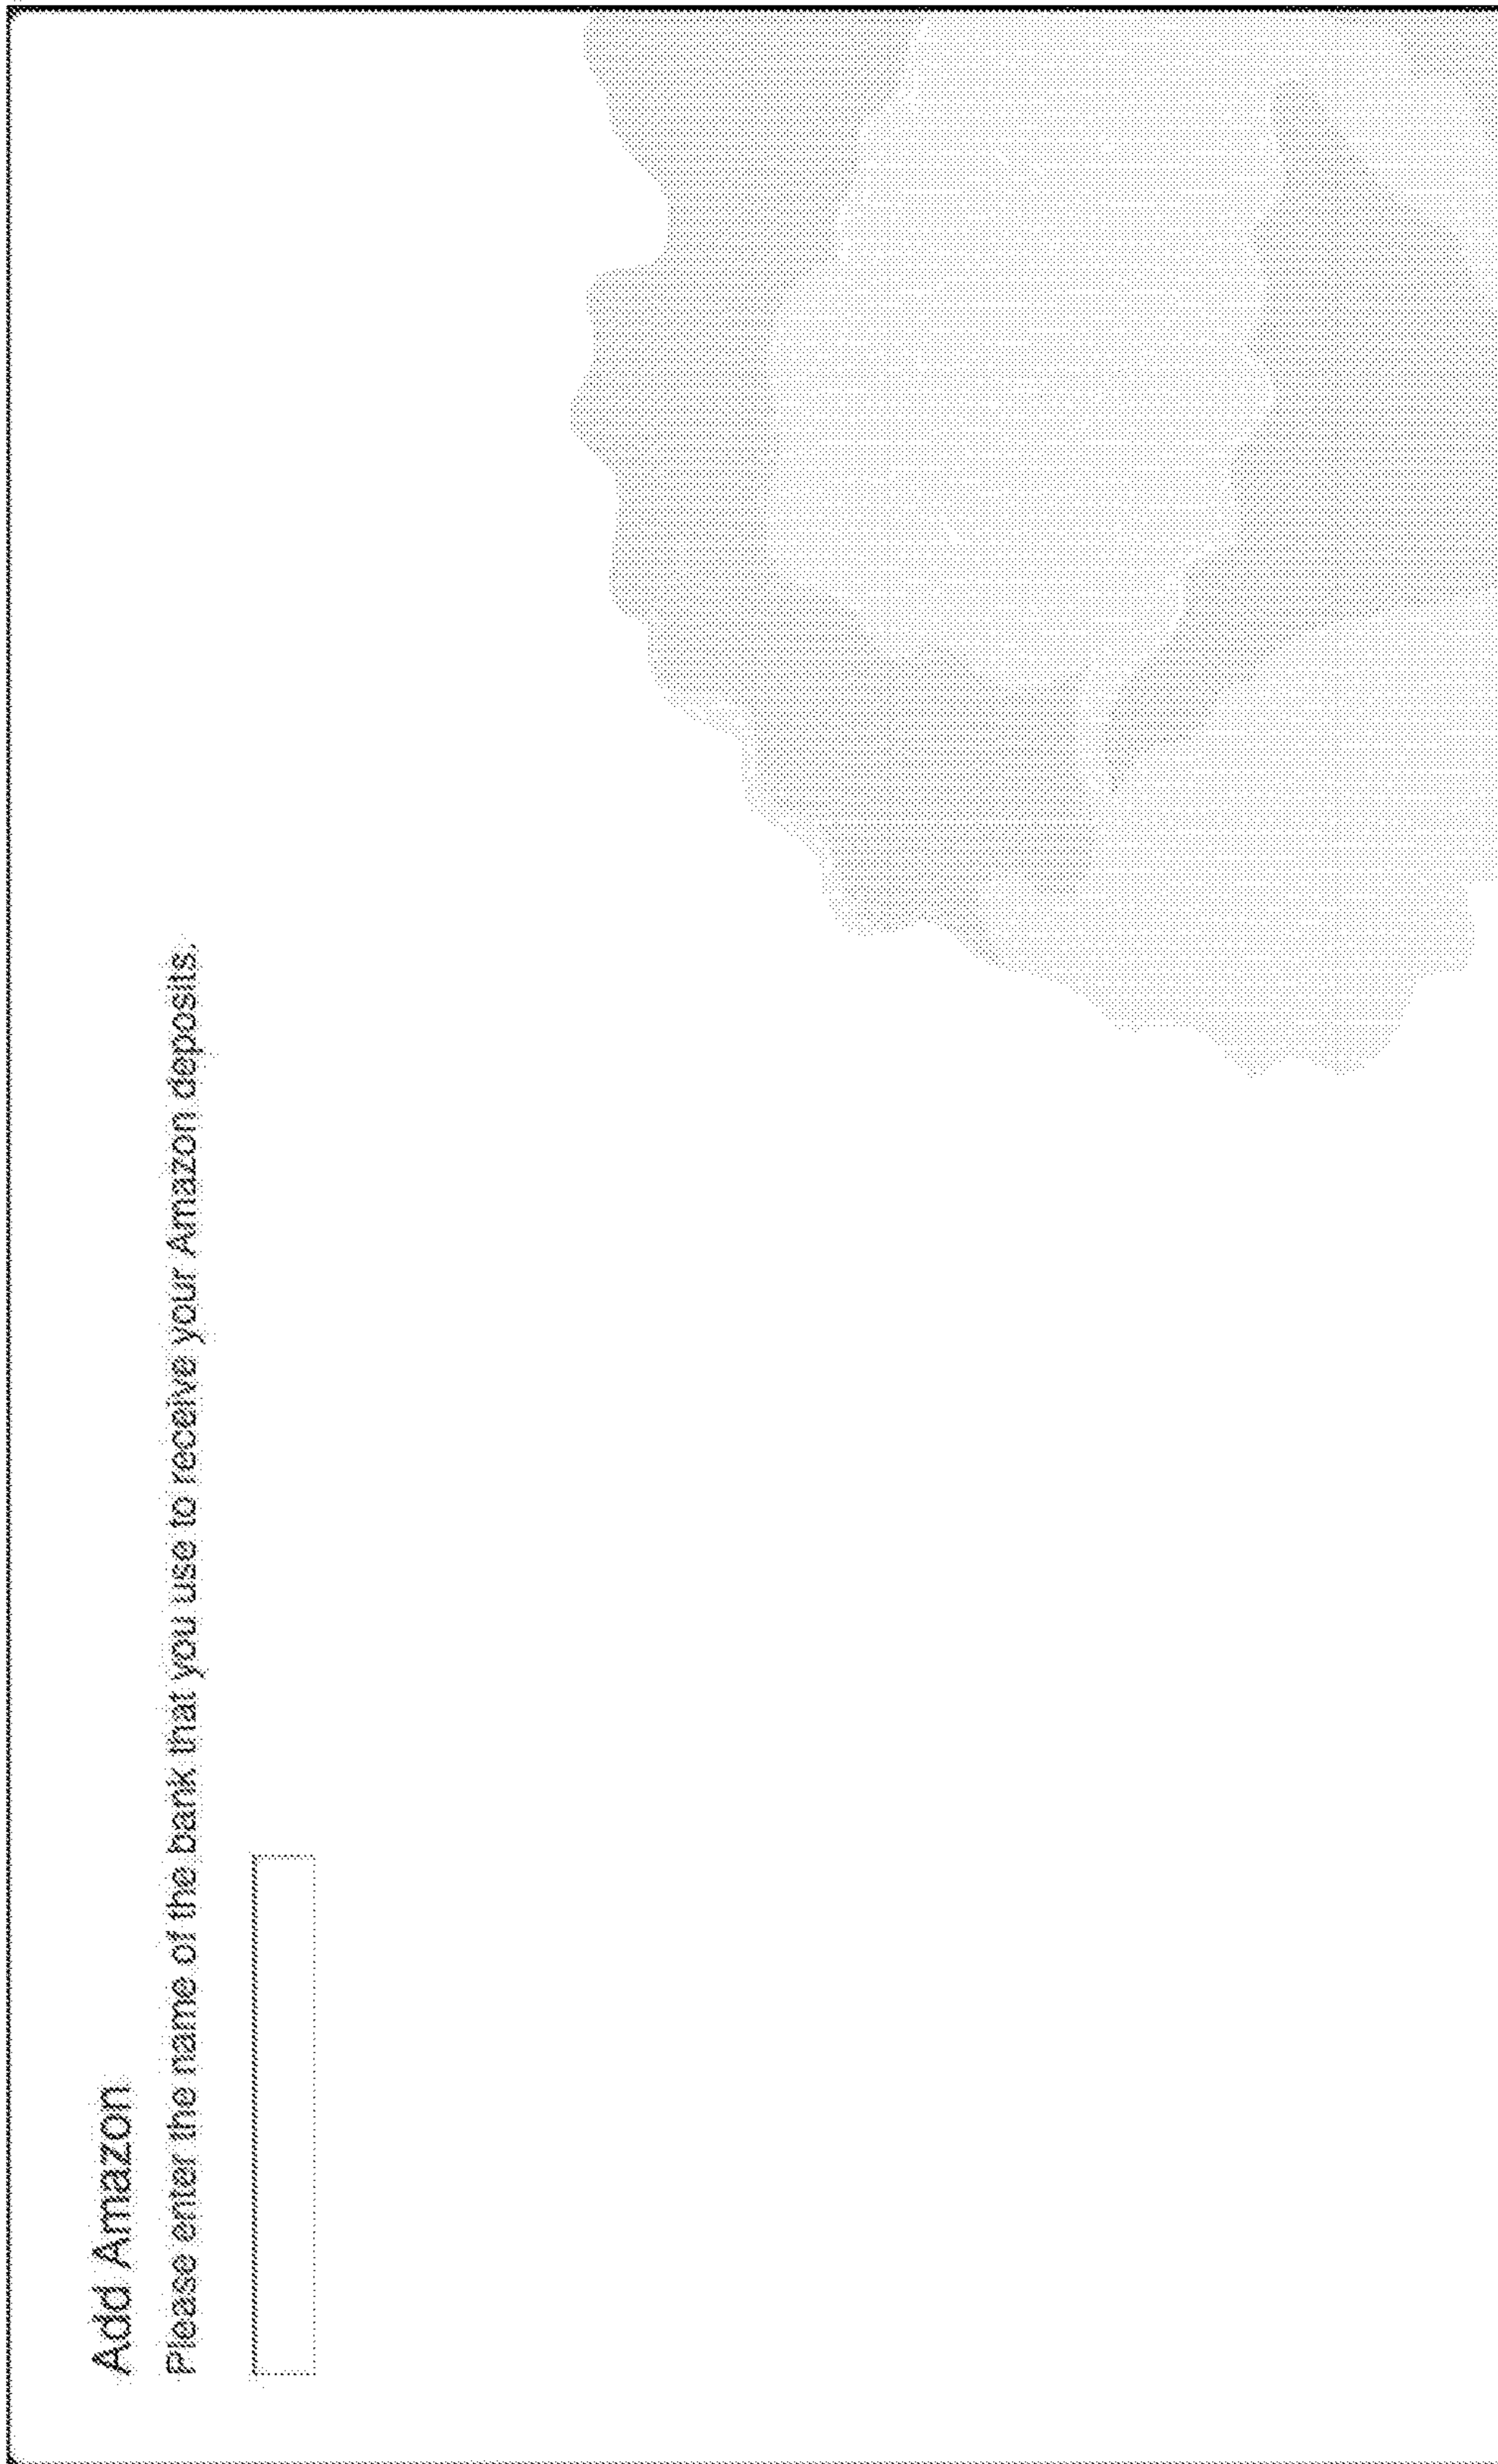 Add Amazon
Please enter the name of the bank that you use to receive your Amazon deposits.